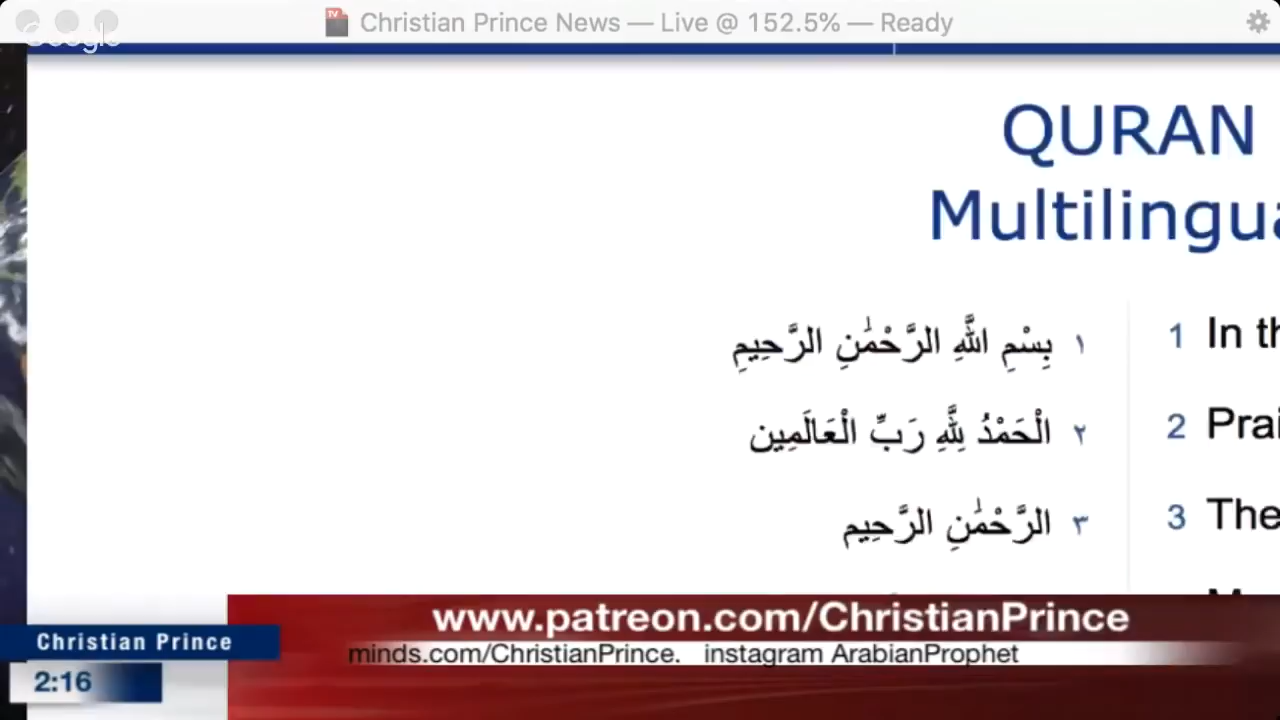 Christian Prince News — Live @ 152.5% — Ready
Google
QURAN
Multilingua
١ بِسْمِ اللَّهِ الرَّحْمَٰنِ الرَّحِيمِ
1 In th
٢ الْحَمْدُ لِلَّهِ رَبِّ الْعَالَمِين
2 Prai
٣ الرَّحْمَٰنِ الرَّحِيم
3 The
www.patreon.com/ChristianPrince
minds.com/ChristianPrince. instagram ArabianProphet
Christian Prince
2:16